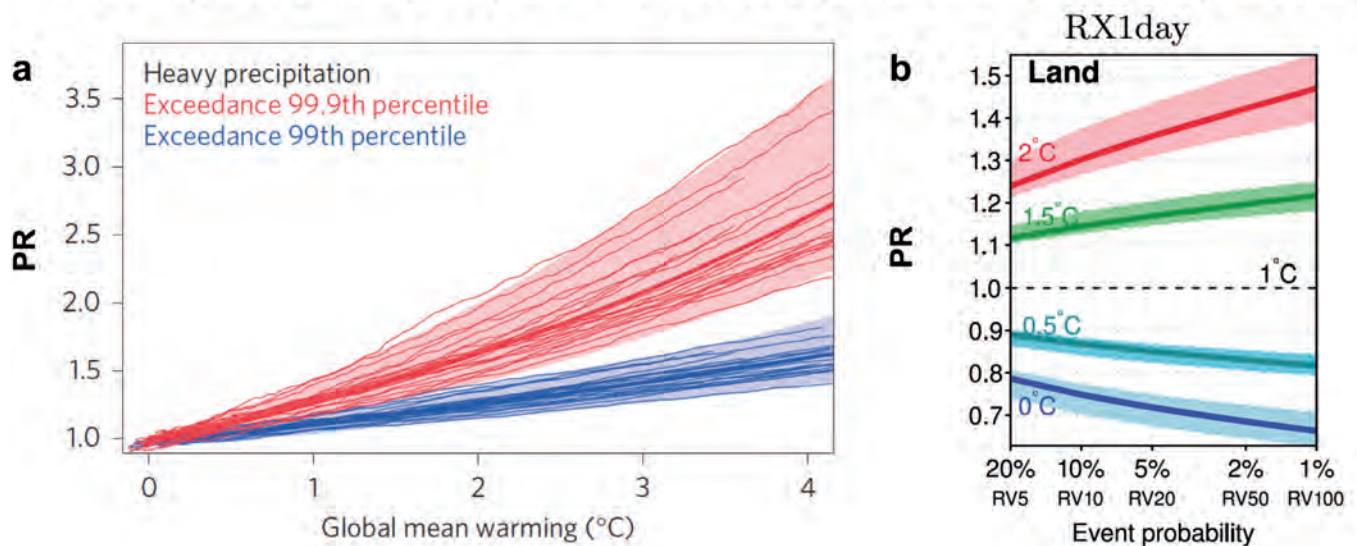 a
Heavy precipitation
Exceedance 99.9th percentile
Exceedance 99th percentile
PR
3.5
3.0
2.5
2.0
1.5
1.0
0 1 2 3 4
Global mean warming (°C)
RX1day
b
Land
PR
1.5
1.4
1.3
1.2
1.1
1.0
0.9
0.8
0.7
2°C
1.5°C
1°C
0.5°C
0°C
20% 10% 5% 2% 1%
RV5 RV10 RV20 RV50 RV100
Event probability